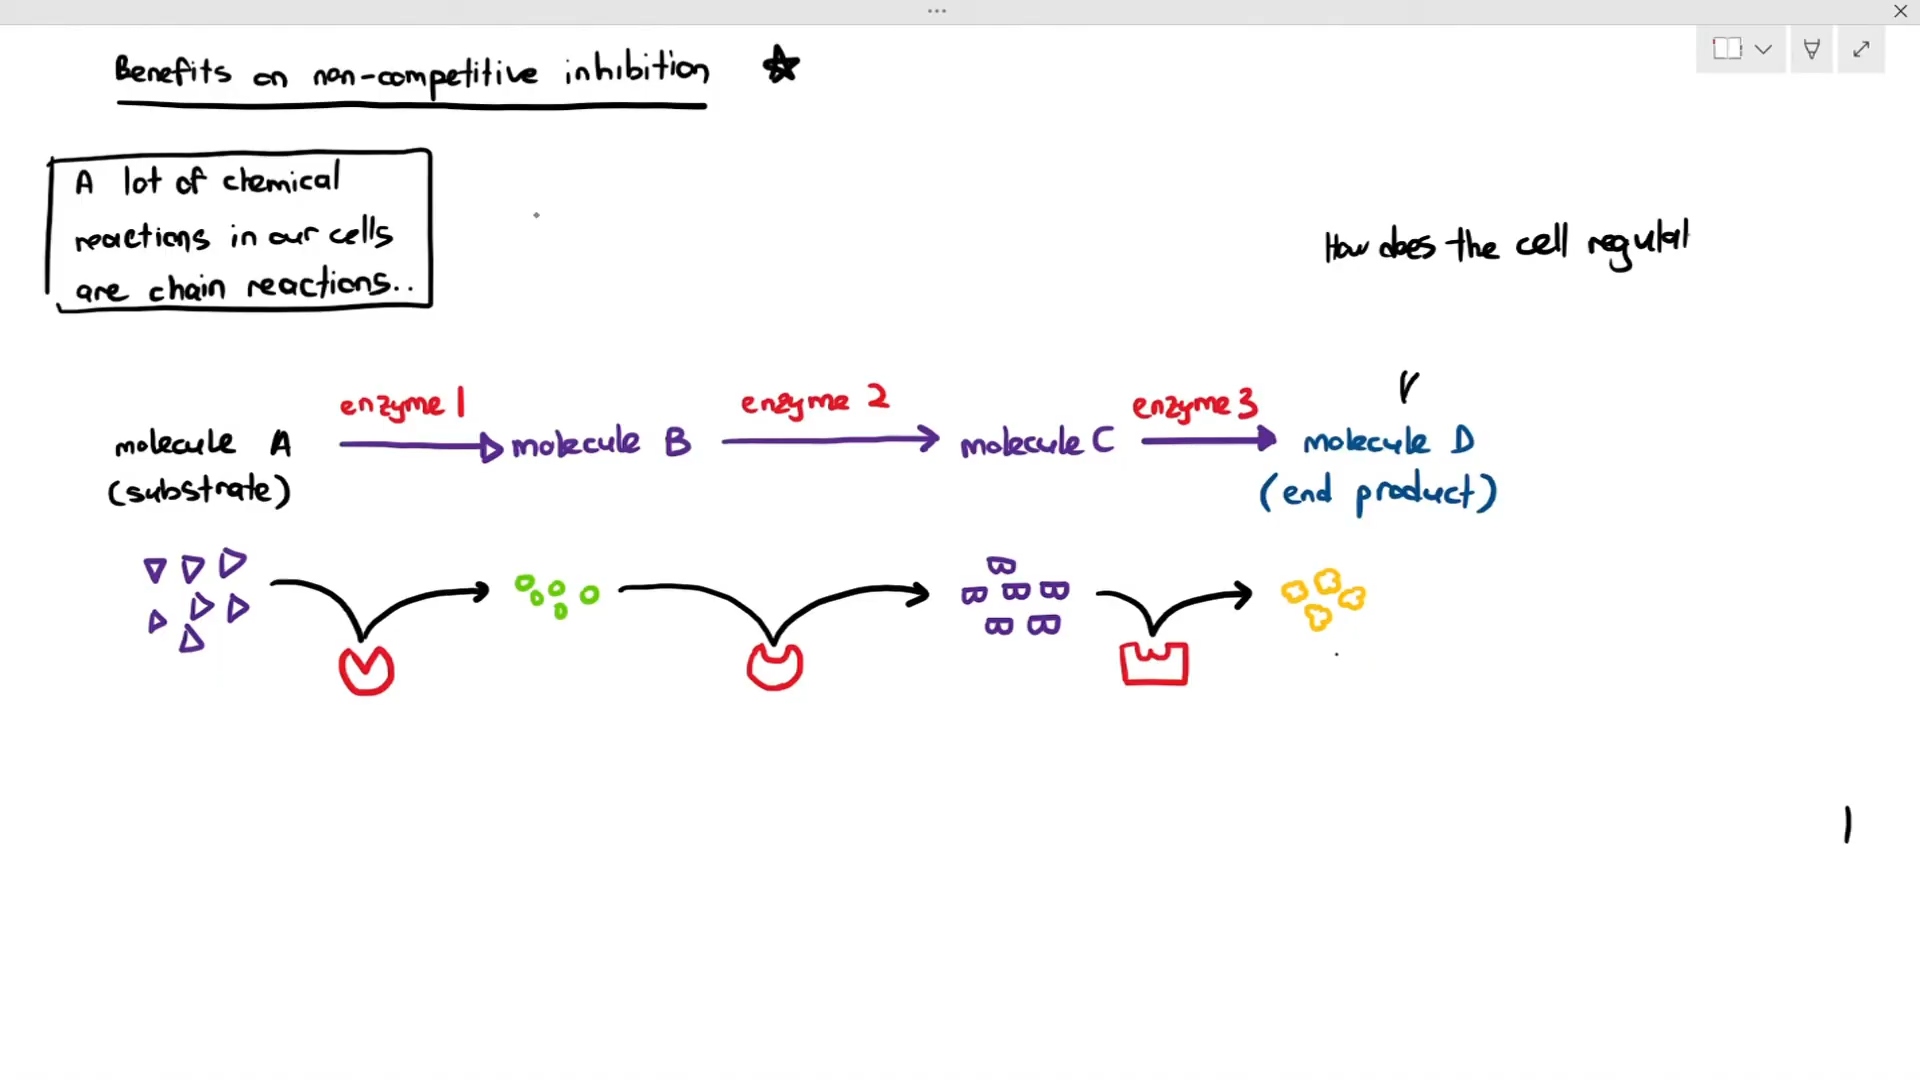 Benefits on non-competitive inhibition
A lot of chemical
reactions in our cells
are chain reactions..
How does the cell regulat
enzyme 1
enzyme 2
enzyme 3
molecule A
molecule B
molecule C
molecule D
(substrate)
(end product)